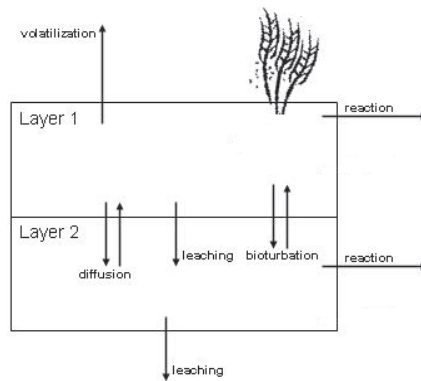 volatilization
Layer 1
reaction
Layer 2
diffusion
leaching
bioturbation
reaction
leaching